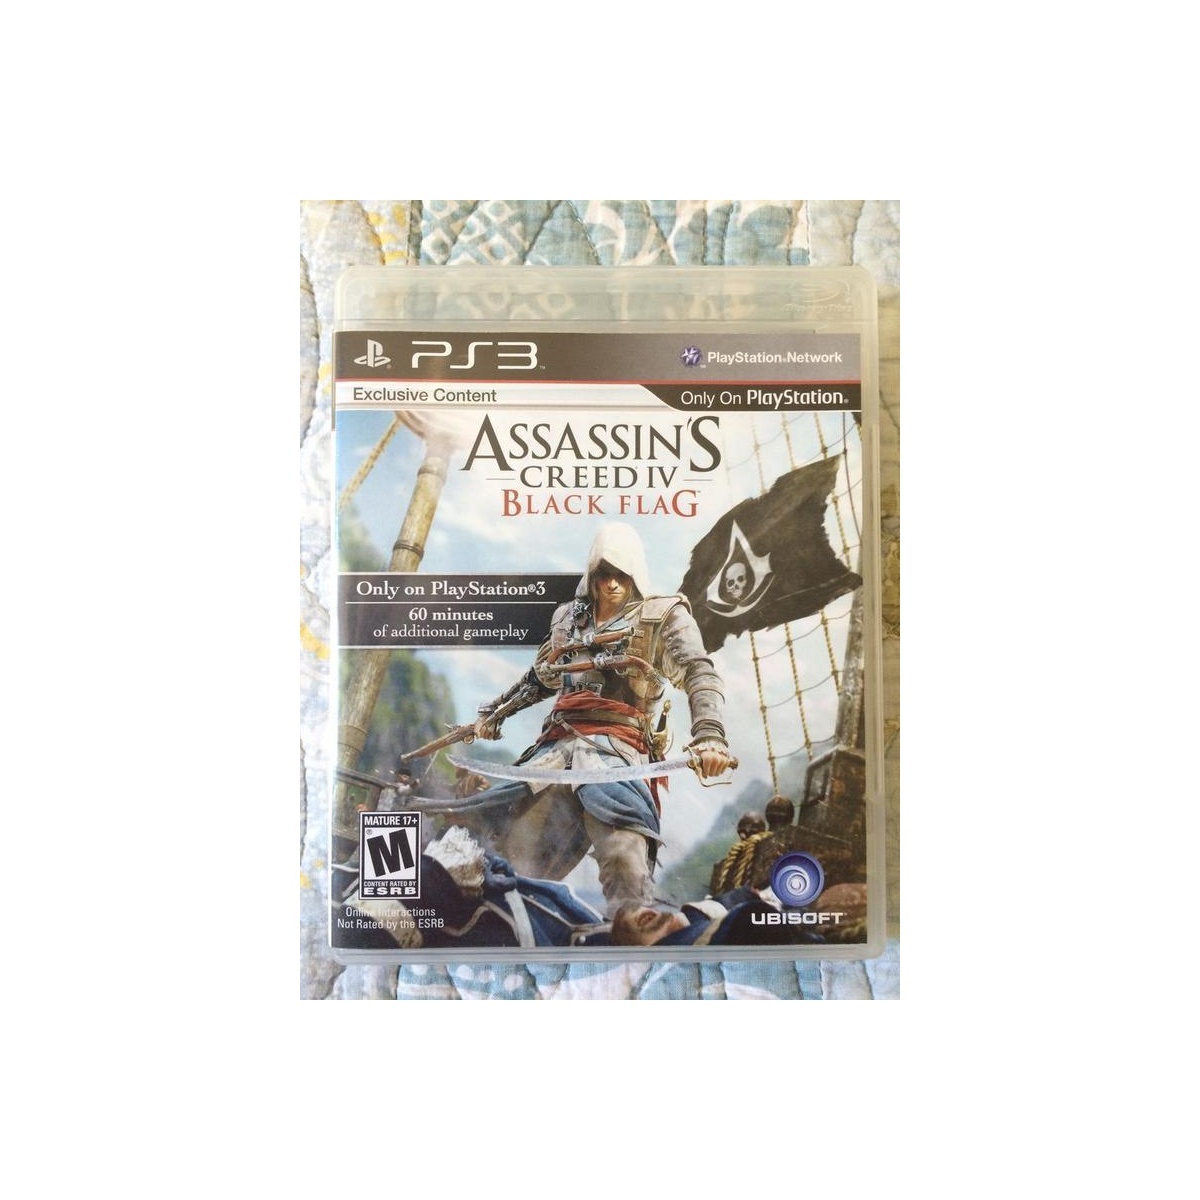 PS3
PlayStation®Network
Exclusive Content
Only On PlayStation®
ASSASSIN'S
CREED® IV
BLACK FLAG™
Only on PlayStation®3
60 minutes
of additional gameplay
MATURE 17+
M®
CONTENT RATED BY
ESRB
Online Interactions
Not Rated by the ESRB
UBISOFT®